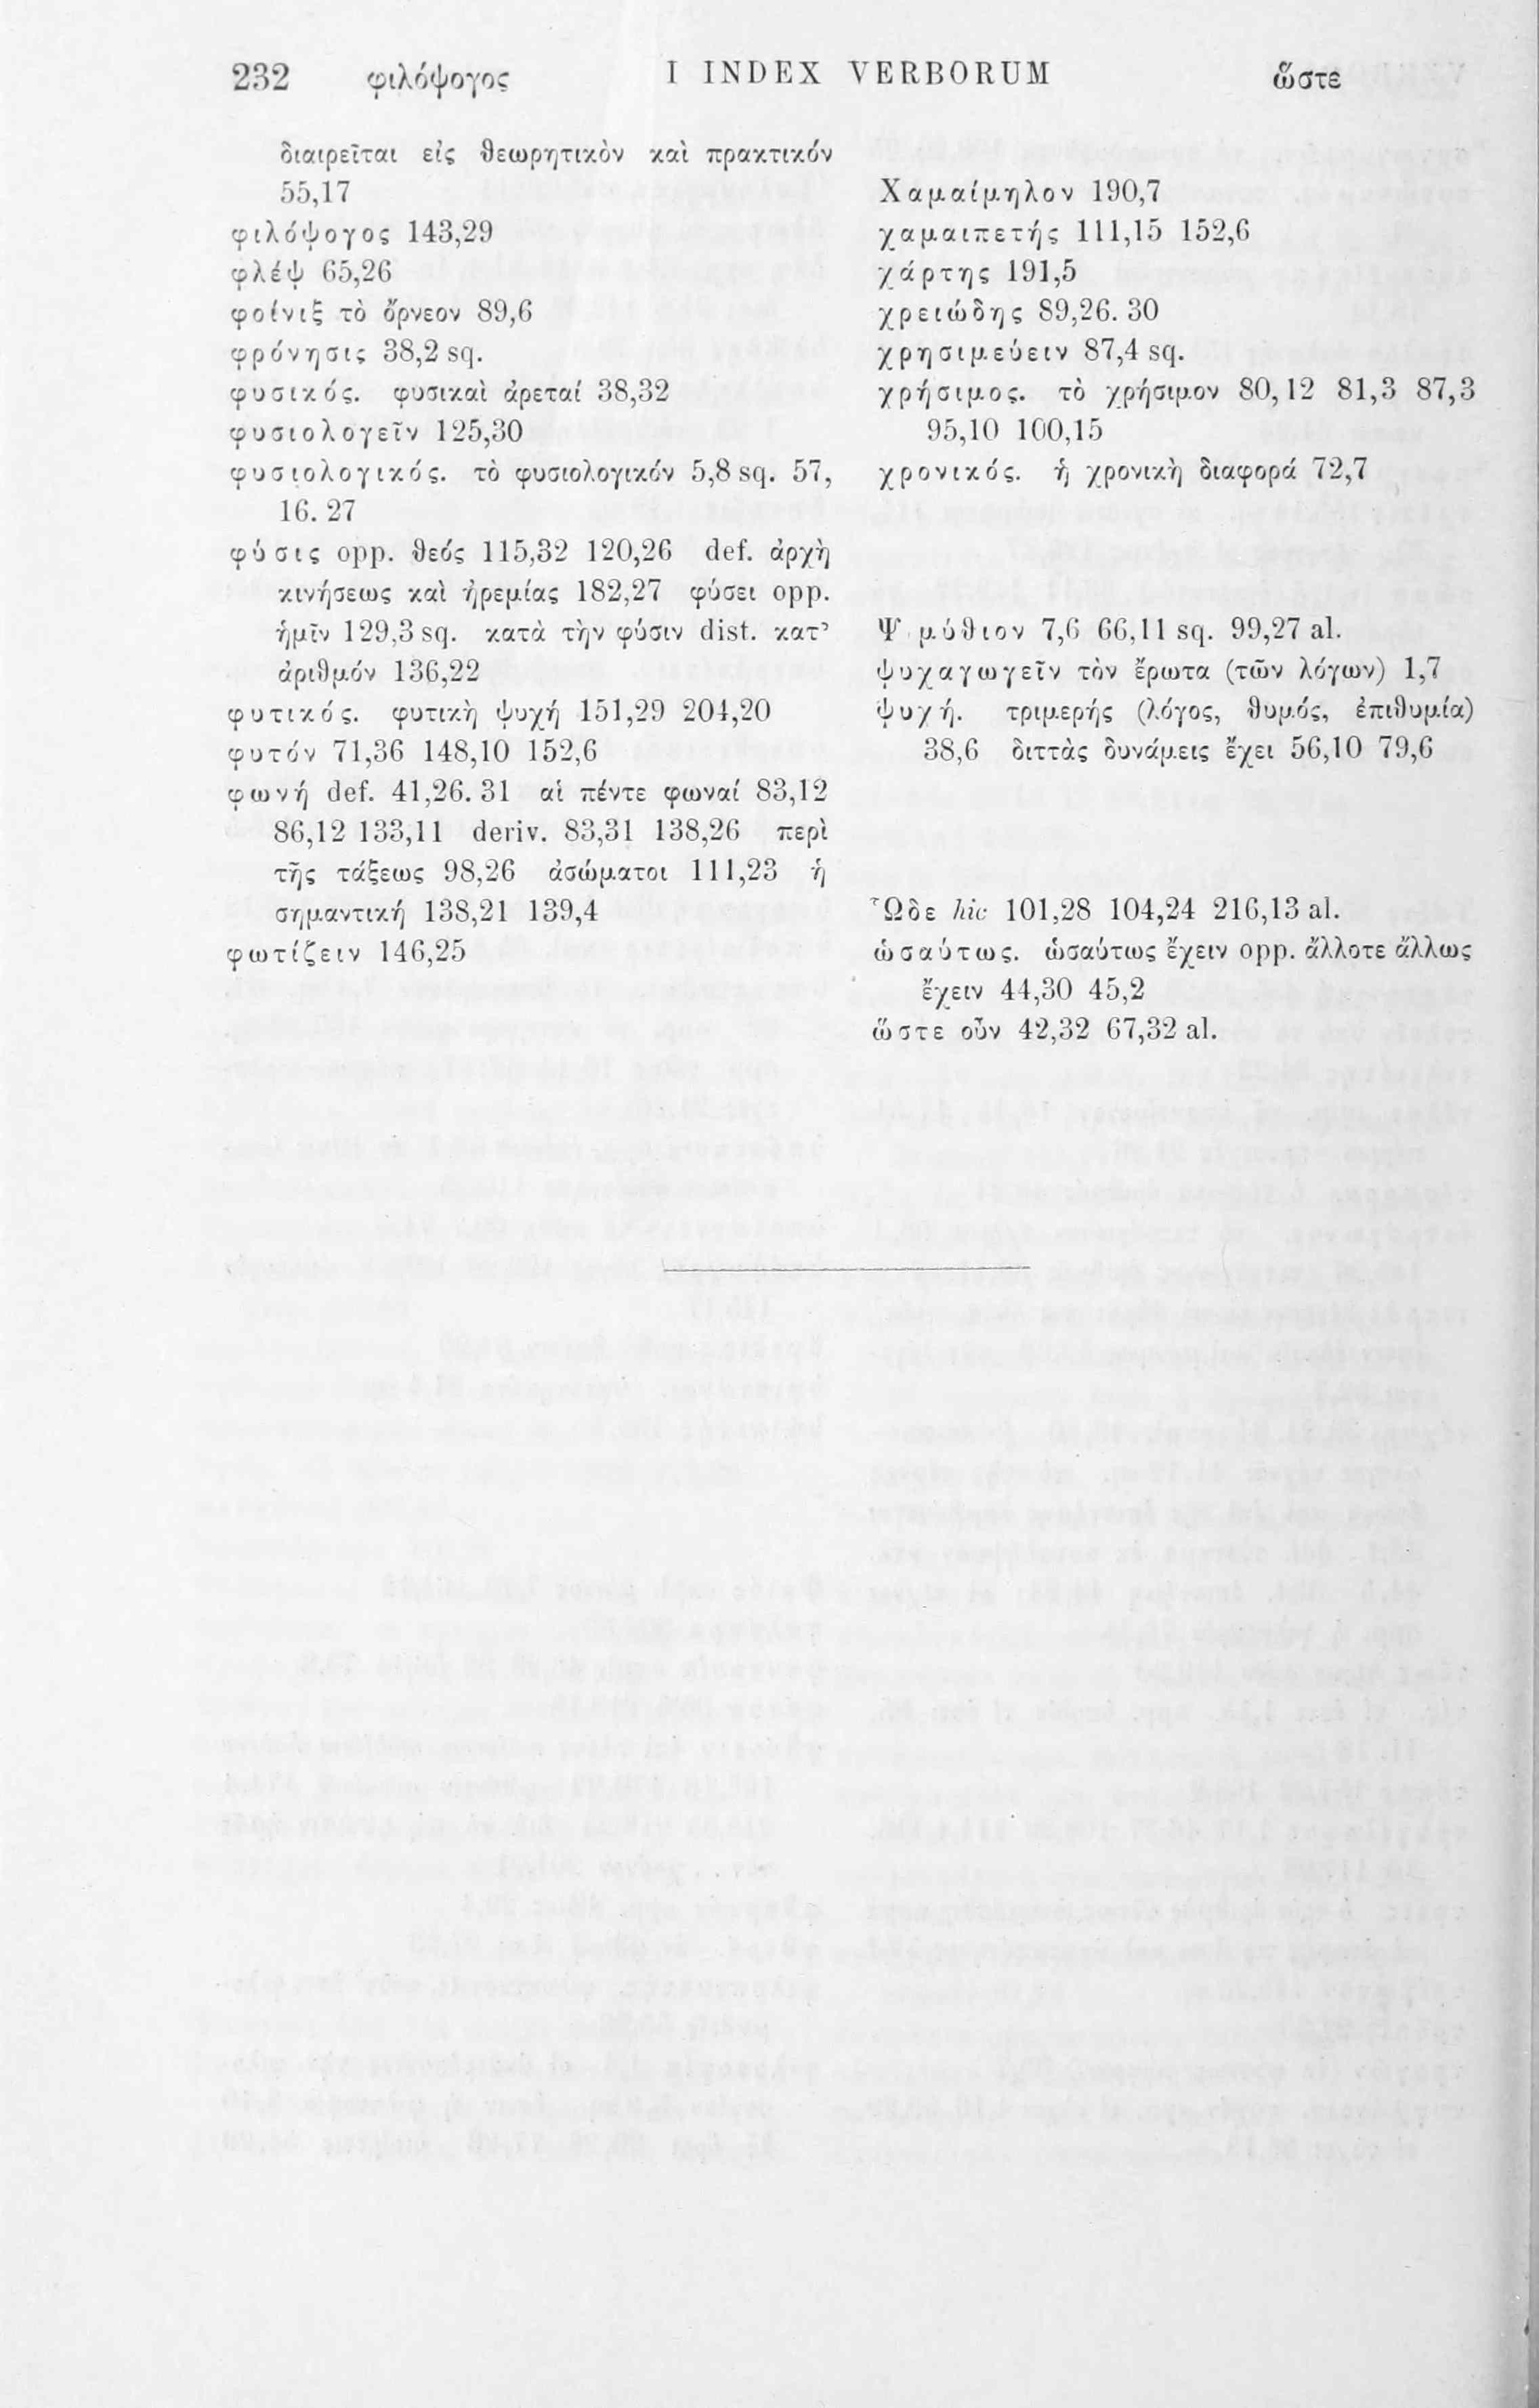 232 φιλόψογος I INDEX VERBORUM ὥστε
διαιρεῖται εἰς θεωρητικὸν καὶ πρακτικόν
55,17
φιλόψογος 143,29
φλέψ 65,26
φοίνιξ τὸ ὄρνεον 89,6
φρόνησις 38,2 sq.
φυσικός. φυσικαὶ ἀρεταί 38,32
φυσιολογεῖν 125,30
φυσιολογικός. τὸ φυσιολογικόν 5,8 sq. 57,
16. 27
φύσις opp. θεός 115,32 120,26 def. ἀρχὴ
κινήσεως καὶ ἠρεμίας 182,27 φύσει opp.
ἡμῖν 129,3 sq. κατὰ τὴν φύσιν dist. κατ’
ἀριθμόν 136,22
φυτικός. φυτικὴ ψυχή 151,29 204,20
φυτόν 71,36 148,10 152,6
φωνή def. 41,26. 31 αἱ πέντε φωναί 83,12
86,12 133,11 deriv. 83,31 138,26 περὶ
τῆς τάξεως 98,26 ἀσώματοι 111,23 ἡ
σημαντική 138,21 139,4
φωτίζειν 146,25
Χαμαίμηλον 190,7
χαμαιπετής 111,15 152,6
χάρτης 191,5
χρειώδης 89,26. 30
χρησιμεύειν 87,4 sq.
χρήσιμος. τὸ χρήσιμον 80,12 81,3 87,3
95,10 100,15
χρονικός. ἡ χρονικὴ διαφορά 72,7
Ψιμύθιον 7,6 66,11 sq. 99,27 al.
ψυχαγωγεῖν τὸν ἔρωτα (τῶν λόγων) 1,7
ψυχή. τριμερής (λόγος, θυμός, ἐπιθυμία)
38,6 διττὰς δυνάμεις ἔχει 56,10 79,6
Ὧδε hic 101,28 104,24 216,13 al.
ὡσαύτως. ὡσαύτως ἔχειν opp. ἄλλοτε ἄλλως
ἔχειν 44,30 45,2
ὥστε οὖν 42,32 67,32 al.